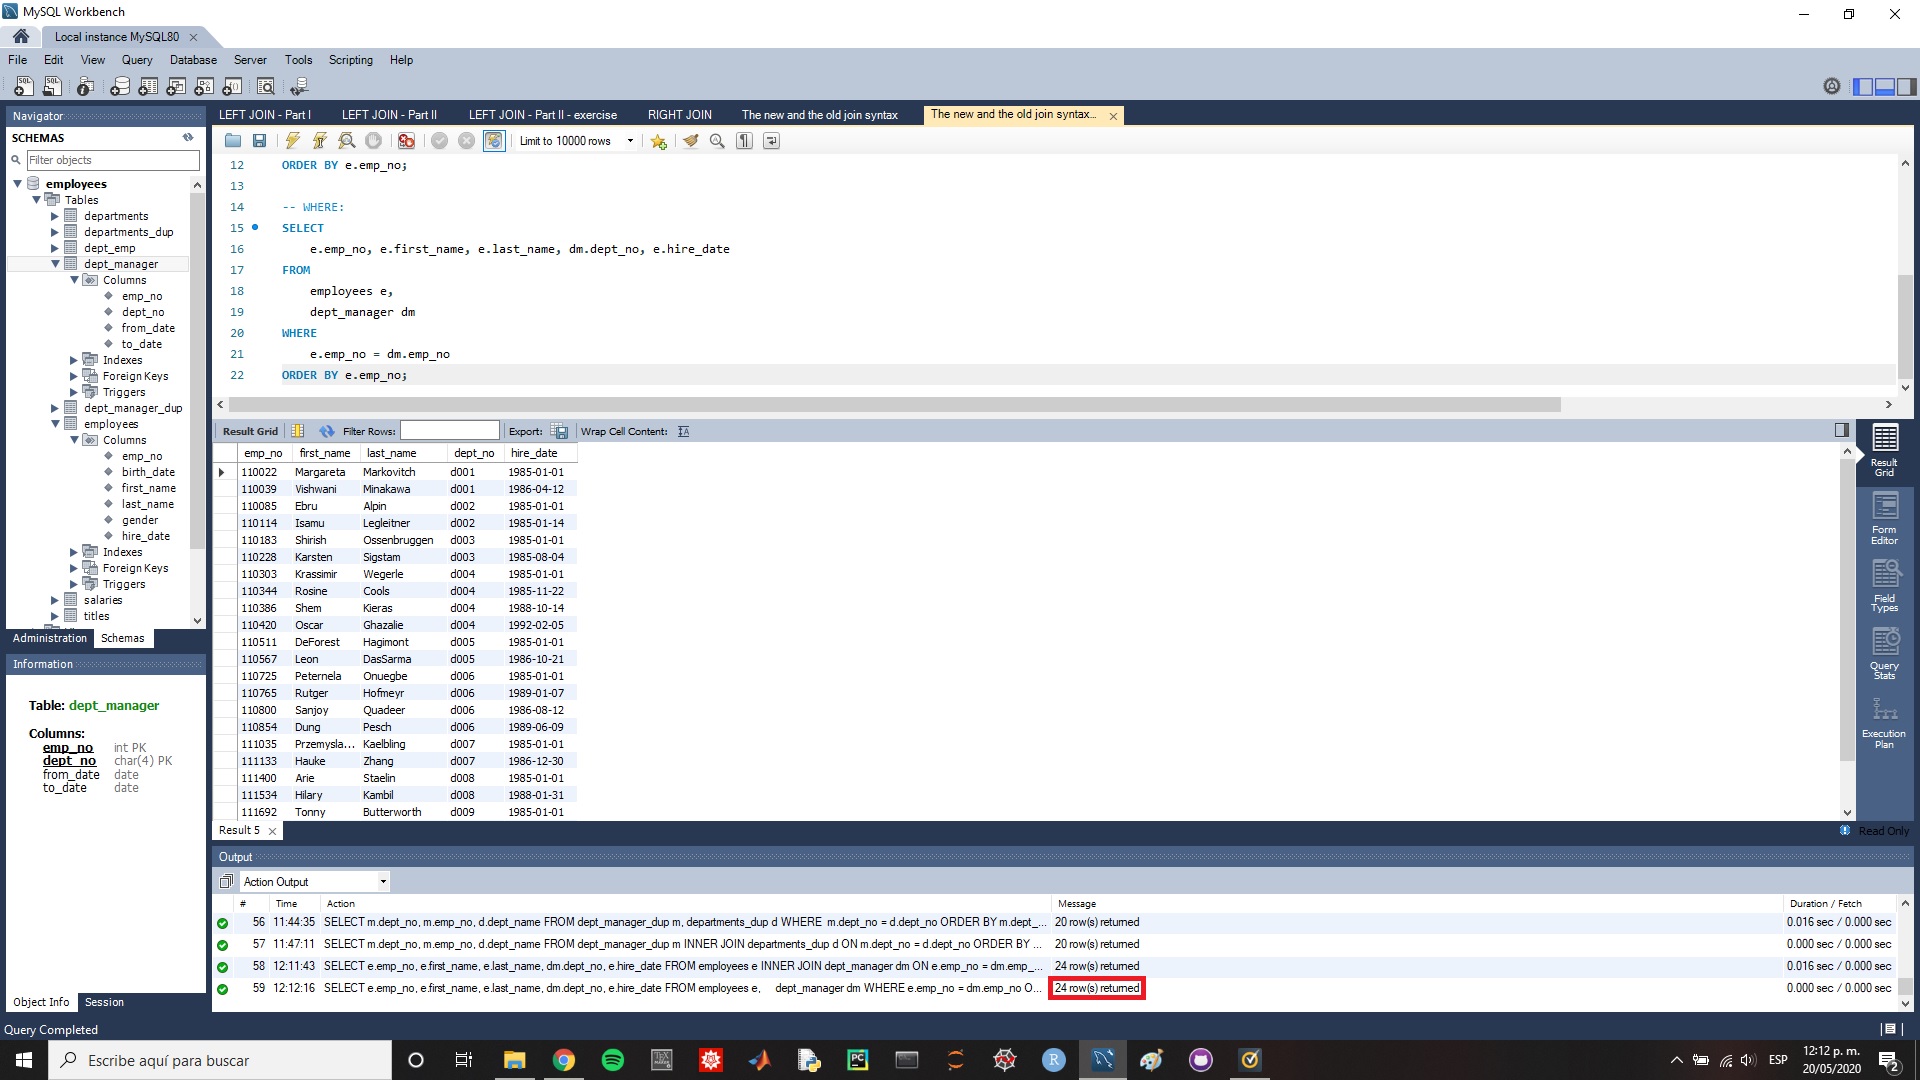 MySQL Workbench
Local instance MySQL80
File Edit View Query Database Server Tools Scripting Help
Navigator
SCHEMAS
Filter objects
employees
Tables
departments
departments_dup
dept_emp
dept_manager
Columns
emp_no
dept_no
from_date
to_date
Indexes
Foreign Keys
Triggers
dept_manager_dup
employees
Columns
emp_no
birth_date
first_name
last_name
gender
hire_date
Indexes
Foreign Keys
Triggers
salaries
titles
Administration Schemas
Information
Table: dept_manager
Columns:
emp_no int PK
dept_no char(4) PK
from_date date
to_date date
Object Info Session
LEFT JOIN - Part I LEFT JOIN - Part II LEFT JOIN - Part II - exercise RIGHT JOIN The new and the old join syntax The new and the old join syntax...
Limit to 10000 rows
12 ORDER BY e.emp_no;
13
14 -- WHERE:
15 SELECT
16 e.emp_no, e.first_name, e.last_name, dm.dept_no, e.hire_date
17 FROM
18 employees e,
19 dept_manager dm
20 WHERE
21 e.emp_no = dm.emp_no
22 ORDER BY e.emp_no;
Result Grid Filter Rows: Export: Wrap Cell Content:
emp_no first_name last_name dept_no hire_date
110022 Margareta Markovitch d001 1985-01-01
110039 Vishwani Minakawa d001 1986-04-12
110085 Ebru Alpin d002 1985-01-01
110114 Isamu Legleitner d002 1985-01-14
110183 Shirish Ossenbruggen d003 1985-01-01
110228 Karsten Sigstam d003 1985-08-04
110303 Krassimir Wegerle d004 1985-01-01
110344 Rosine Cools d004 1985-11-22
110386 Shem Kieras d004 1988-10-14
110420 Oscar Ghazalie d004 1992-02-05
110511 DeForest Hagimont d005 1985-01-01
110567 Leon DasSarma d005 1986-10-21
110725 Peternela Onuegbe d006 1985-01-01
110765 Rutger Hofmeyr d006 1989-01-07
110800 Sanjoy Quadeer d006 1986-08-12
110854 Dung Pesch d006 1989-06-09
111035 Przemysla... Kaelbling d007 1985-01-01
111133 Hauke Zhang d007 1986-12-30
111400 Arie Staelin d008 1985-01-01
111534 Hilary Kambil d008 1988-01-31
111692 Tonny Butterworth d009 1985-01-01
Result Grid
Form Editor
Field Types
Query Stats
Execution Plan
Result 5
Read Only
Output
Action Output
# Time Action Message Duration / Fetch
56 11:44:35 SELECT m.dept_no, m.emp_no, d.dept_name FROM dept_manager_dup m, departments_dup d WHERE m.dept_no = d.dept_no ORDER BY m.dept_... 20 row(s) returned 0.016 sec / 0.000 sec
57 11:47:11 SELECT m.dept_no, m.emp_no, d.dept_name FROM dept_manager_dup m INNER JOIN departments_dup d ON m.dept_no = d.dept_no ORDER BY ... 20 row(s) returned 0.000 sec / 0.000 sec
58 12:11:43 SELECT e.emp_no, e.first_name, e.last_name, dm.dept_no, e.hire_date FROM employees e INNER JOIN dept_manager dm ON e.emp_no = dm.emp_... 24 row(s) returned 0.016 sec / 0.000 sec
59 12:12:16 SELECT e.emp_no, e.first_name, e.last_name, dm.dept_no, e.hire_date FROM employees e, dept_manager dm WHERE e.emp_no = dm.emp_no O... 24 row(s) returned 0.000 sec / 0.000 sec
Query Completed
Escribe aquí para buscar
ESP
12:12 p. m.
20/05/2020
2